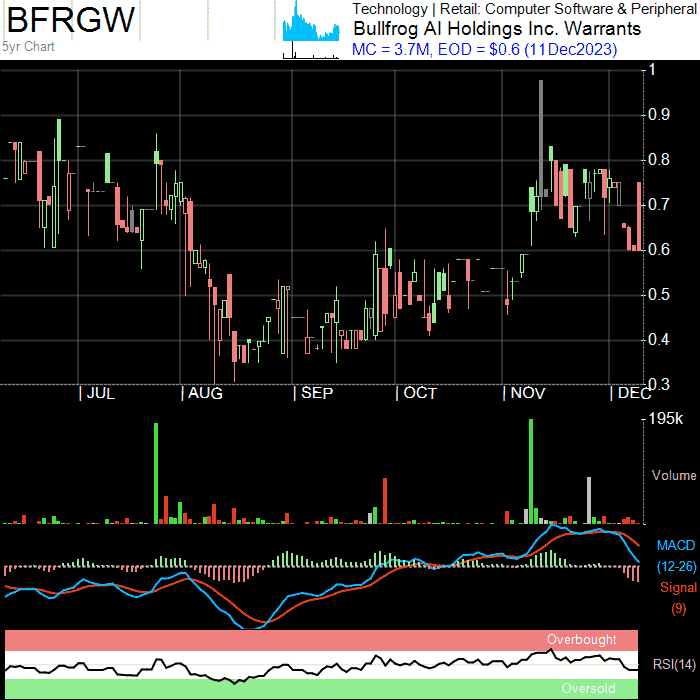 BFRGW
5yr Chart
Technology | Retail: Computer Software & Peripheral
Bullfrog AI Holdings Inc. Warrants
MC = 3.7M, EOD = $0.6 (11Dec2023)
1
0.9
0.8
0.7
0.6
0.5
0.4
0.3
| JUL | AUG | SEP | OCT | NOV | DEC
195k
Volume
MACD
(12-26)
Signal
(9)
Overbought
RSI(14)
Oversold